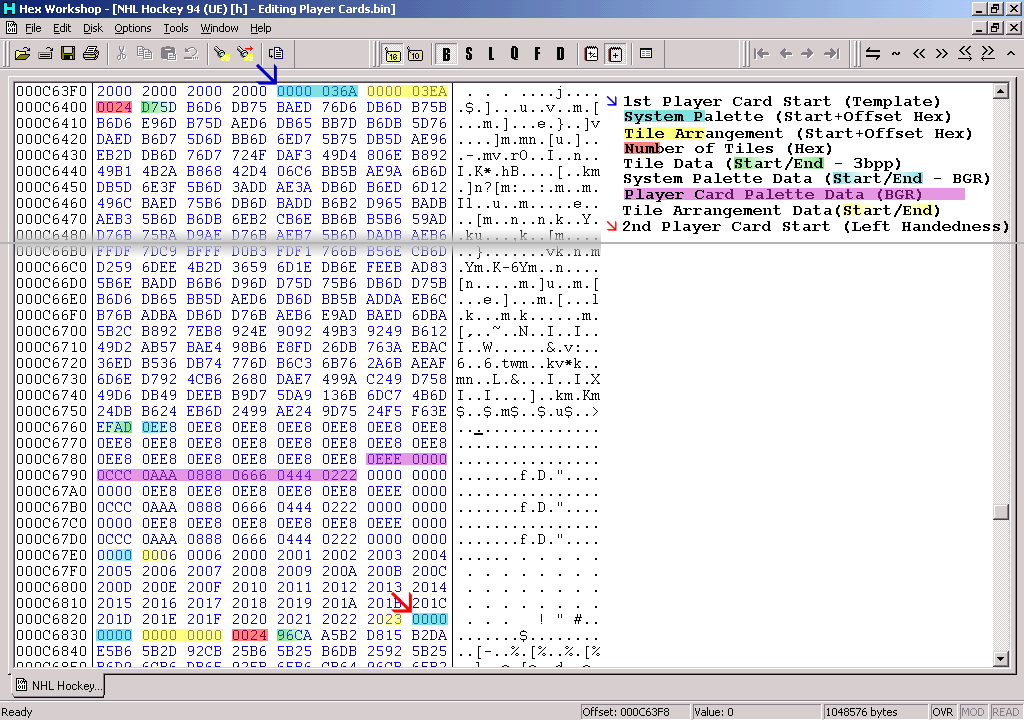 Hex Workshop - [NHL Hockey 94 (UE) [h] - Editing Player Cards.bin]
File Edit Disk Options Tools Window Help
B S L Q F D
000C63F0 2000 2000 2000 2000 0000 036A 0000 03EA . . . . ...j....
000C6400 0024 D75D B6D6 DB75 BAED 76D6 DB6D B75B .$.]...u..v..m.[
000C6410 B6D6 E96D B75D AED6 DB65 BB7D B6DB 5D76
000C6420 DAED B6D7 5D6D BB6D 6ED7 5B75 BD5D AE96
000C6430 EB2D DB6D 76D7 724F DAF3 49D4 806E B892
000C6440 49B1 4B2A B868 42D4 06C6 BB5B AE9A 6B6D
000C6450 DB5D 6E3F 5B6D 3ADD AE3A DB6D B6ED 6D12
000C6460 496C BAED 75B6 DB6D BADD B6B2 D965 BADB
000C6470 AEB3 5B6D B6DB 6EB2 CB6E BB6B B5B6 59AD
000C6480 D76B 75BA D9AE D76B AEB7 5B6D DADB AEB6
000C66B0 FFDF 7DC9 BFFF D0B3 FDF1 766B B56E CB6D
000C66C0 D259 6DEE 4B2D 3659 6D1E DB6E FEEB AD83
000C66D0 5B6E BADD B6B6 D96D D75D 75B6 DB6D D75B
000C66E0 B6D6 DB65 BB5D AED6 DB6D BB5B ADDA EB6C
000C66F0 B76B ADBA DB6D D76B AEB6 E9AD BAED 6DBA
000C6700 5B2C B892 7EB8 924E 9092 49B3 9249 B612
000C6710 49D2 AB57 BAE4 98B6 E8FD 26DB 763A EBAC
000C6720 36ED B536 DB74 776D B6C3 6B76 2A6B AEAF
000C6730 6D6E D792 4CB6 2680 DAE7 499A C249 D758
000C6740 49D6 DB49 DEEB B9D7 5DA9 136B 6DC7 4B6D
000C6750 24DB B624 EB6D 2499 AE24 9D75 24F5 F63E
000C6760 EFAD 0EE8 0EE8 0EE8 0EE8 0EE8 0EE8 0EE8
000C6770 0EE8 0EE8 0EE8 0EE8 0EE8 0EE8 0EE8 0EE8
000C6780 0EE8 0EE8 0EE8 0EE8 0EE8 0EE8 0EEE 0000
000C6790 0CCC 0AAA 0888 0666 0444 0222 0000 0000
000C67A0 0000 0EE8 0EE8 0EE8 0EE8 0EE8 0EEE 0000
000C67B0 0CCC 0AAA 0888 0666 0444 0222 0000 0000
000C67C0 0000 0EE8 0EE8 0EE8 0EE8 0EE8 0EEE 0000
000C67D0 0CCC 0AAA 0888 0666 0444 0222 0000 0000
000C67E0 0000 0006 0006 2000 2001 2002 2003 2004
000C67F0 2005 2006 2007 2008 2009 200A 200B 200C
000C6800 200D 200E 200F 2010 2011 2012 2013 2014
000C6810 2015 2016 2017 2018 2019 201A 201B 201C
000C6820 201D 201E 201F 2020 2021 2022 2023 0000
000C6830 0000 0000 0000 0024 96CA A5B2 D815 B2DA
000C6840 E5B6 5B2D 92CB 25B6 5B25 B6DB 2592 5B25
1st Player Card Start (Template)
System Palette (Start+Offset Hex)
Tile Arrangement (Start+Offset Hex)
Number of Tiles (Hex)
Tile Data (Start/End - 3bpp)
System Palette Data (Start/End - BGR)
Player Card Palette Data (BGR)
Tile Arrangement Data(Start/End)
2nd Player Card Start (Left Handedness)
NHL Hockey...
Ready
Offset: 000C63F8 Value: 0 1048576 bytes OVR MOD READ